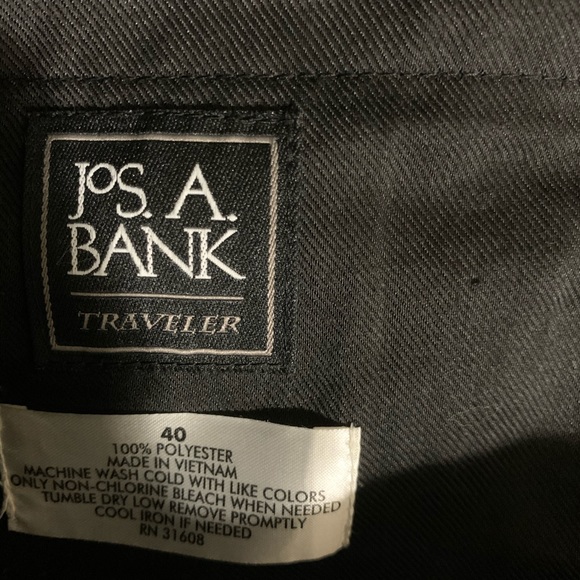 JoS. A.
BANK
TRAVELER
40
100% POLYESTER
MADE IN VIETNAM
MACHINE WASH COLD WITH LIKE COLORS
ONLY NON-CHLORINE BLEACH WHEN NEEDED
TUMBLE DRY LOW REMOVE PROMPTLY
COOL IRON IF NEEDED
RN 31608